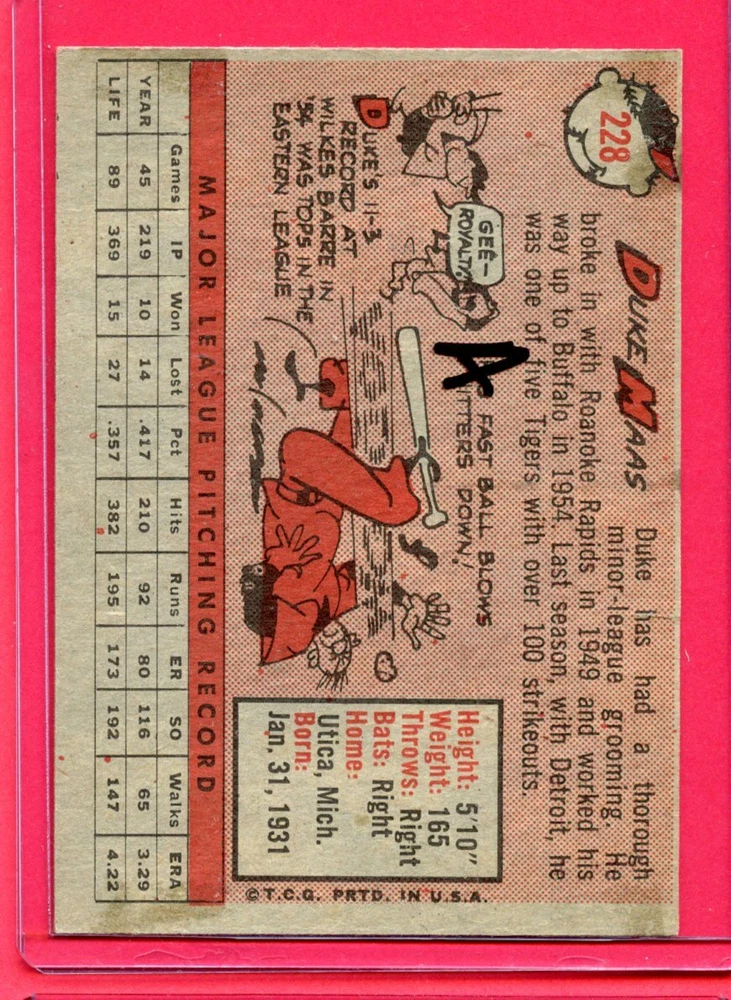 228
DUKE MAAS
Duke has had a thorough
minor-league grooming. He
broke in with Roanoke Rapids in 1949 and worked his
way up to Buffalo in 1954. Last season, with Detroit, he
was one of five Tigers with over 100 strikeouts.
DUKE'S 11-3
RECORD AT
WILKES BARRE IN
'54 WAS TOPS IN THE
EASTERN LEAGUE
GEE-
ROYALTY!
4
FAST BALL BLOWS
ITTERS DOWN!
Height: 5'10"
Weight: 165
Throws: Right
Bats: Right
Home:
Utica, Mich.
Born:
Jan. 31, 1931
MAJOR LEAGUE PITCHING RECORD
Games IP Won Lost Pct Hits Runs ER SO Walks ERA
YEAR 45 219 10 14 .417 210 92 80 116 65 3.29
LIFE 89 369 15 27 .357 382 195 173 192 147 4.22
©T.C.G. PRTD. IN U.S.A.